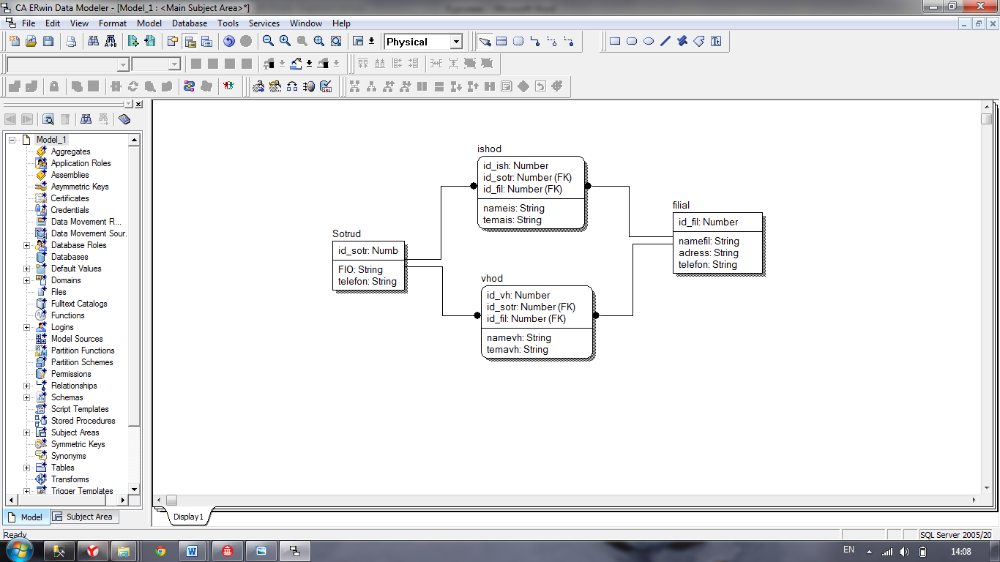 CA ERwin Data Modeler - [Model_1 : <Main Subject Area>*]
File Edit View Format Model Database Tools Services Window Help
Physical
Model_1
Aggregates
Application Roles
Assemblies
Asymmetric Keys
Certificates
Credentials
Data Movement R...
Data Movement Sour.
Database Roles
Databases
Default Values
Domains
Files
Fulltext Catalogs
Functions
Logins
Model Sources
Partition Functions
Partition Schemes
Permissions
Relationships
Schemas
Script Templates
Stored Procedures
Subject Areas
Symmetric Keys
Synonyms
Tables
Transforms
Trigger Templates
Model Subject Area
ishod
id_ish: Number
id_sotr: Number (FK)
id_fil: Number (FK)
nameis: String
temais: String
Sotrud
id_sotr: Numb
FIO: String
telefon: String
vhod
id_vh: Number
id_sotr: Number (FK)
id_fil: Number (FK)
namevh: String
temavh: String
filial
id_fil: Number
namefil: String
adress: String
telefon: String
Display1
Ready
SQL Server 2005/20
EN
14:08